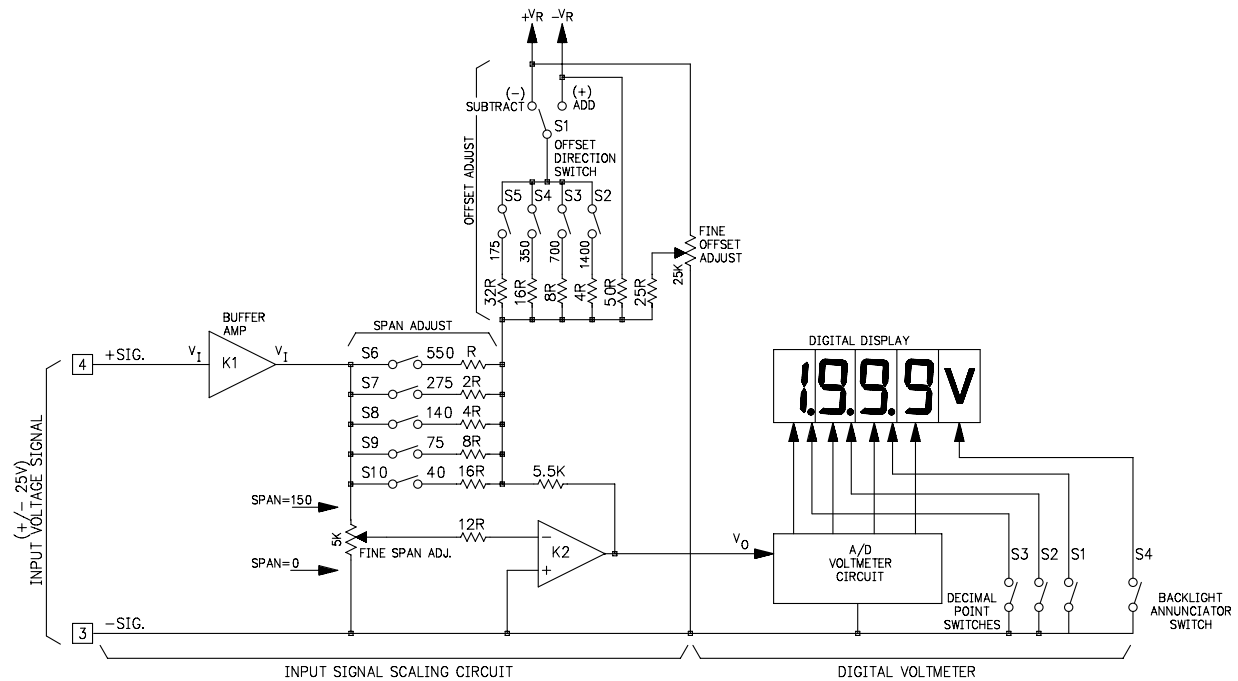 +VR -VR
(-)
SUBTRACT
(+)
ADD
S1
OFFSET
DIRECTION
SWITCH
OFFSET ADJUST
S5 S4 S3 S2
175 350 700 1400
32R 16R 8R 4R 50R 25R
25K
FINE
OFFSET
ADJUST
BUFFER
AMP
SPAN ADJUST
4 +SIG. VI K1 VI
S6 550 R
S7 275 2R
S8 140 4R
S9 75 8R
S10 40 16R
5.5K
SPAN=150
12R
5K
FINE SPAN ADJ.
SPAN=0
-
+
K2
VO
INPUT VOLTAGE SIGNAL
(+/- 25V)
3 -SIG.
INPUT SIGNAL SCALING CIRCUIT
DIGITAL DISPLAY
1.9.9.9 V
A/D
VOLTMETER
CIRCUIT
S3 S2 S1 S4
DECIMAL
POINT
SWITCHES
BACKLIGHT
ANNUNCIATOR
SWITCH
DIGITAL VOLTMETER